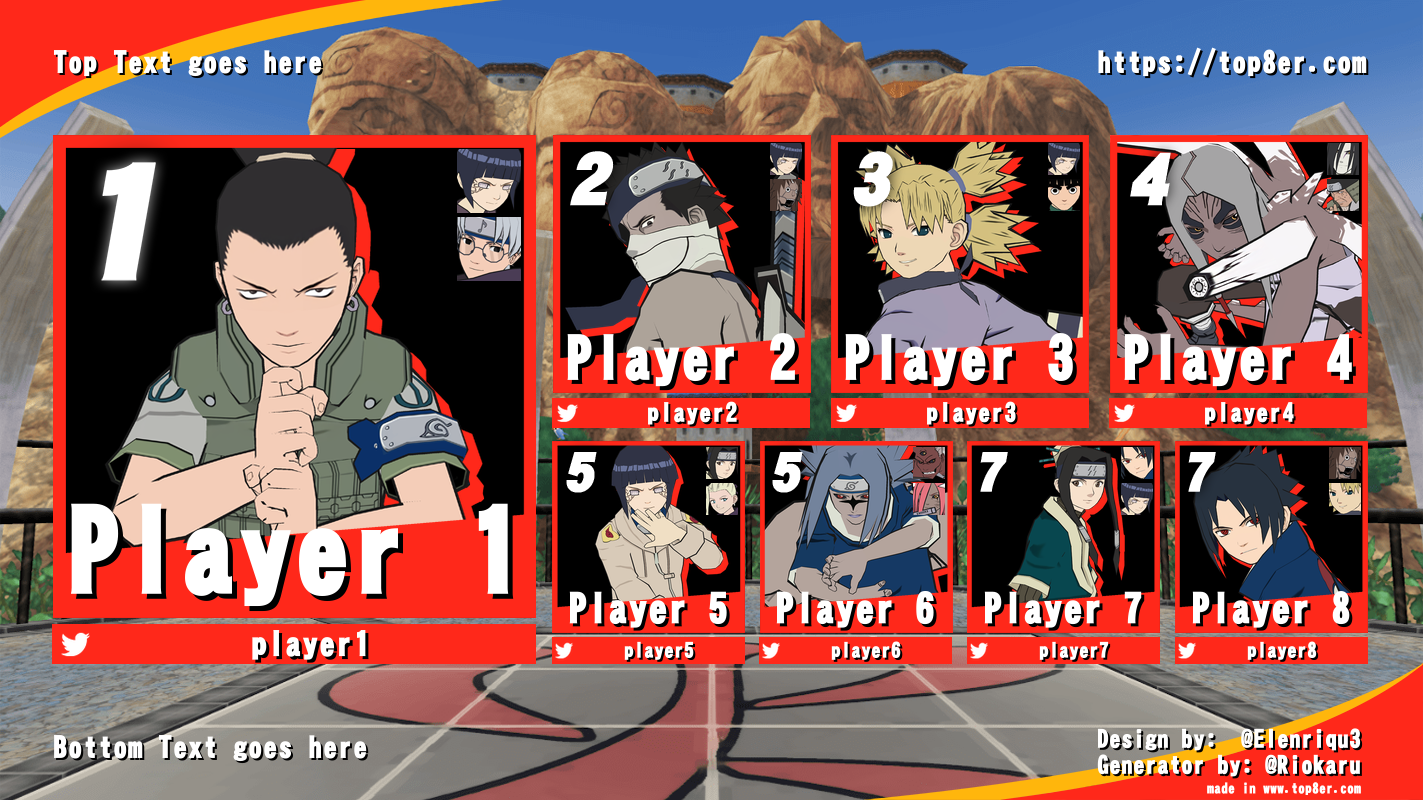 Top Text goes here
https://top8er.com
1
Player 1
player1
2
Player 2
player2
3
Player 3
player3
4
Player 4
player4
5
Player 5
player5
5
Player 6
player6
7
Player 7
player7
7
Player 8
player8
Bottom Text goes here
Design by: @Elenriqu3
Generator by: @Riokaru
made in www.top8er.com